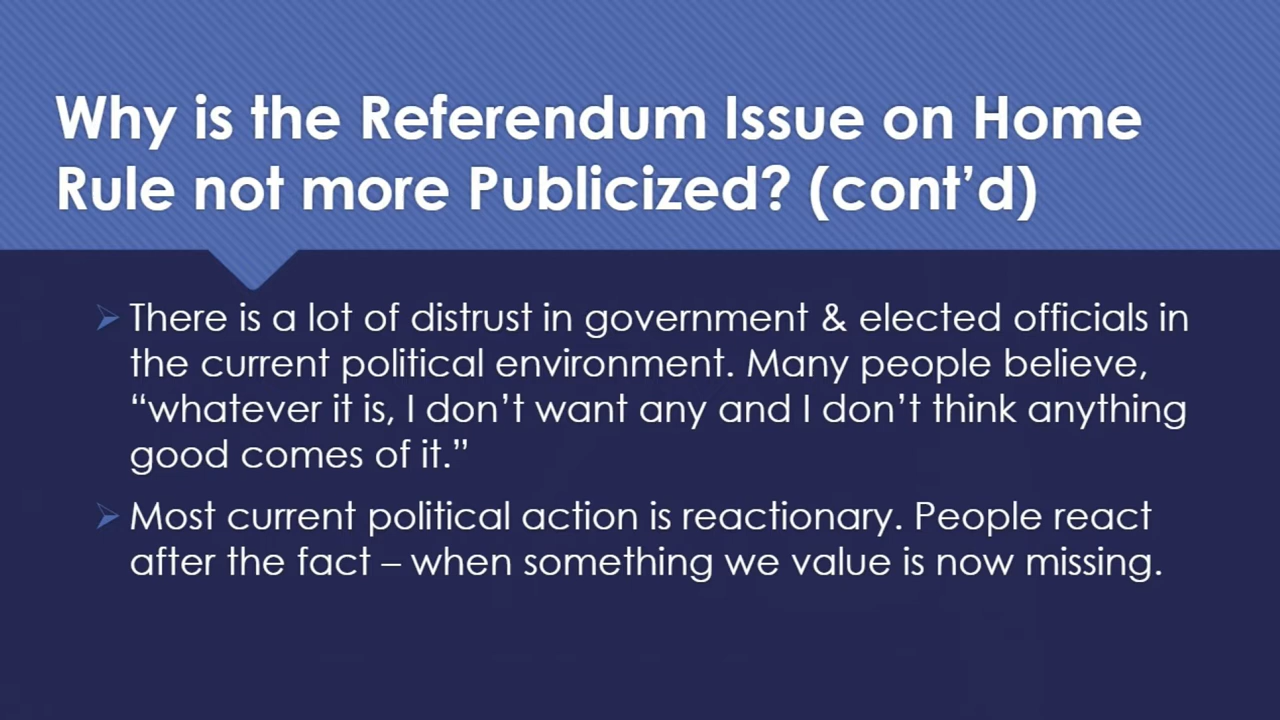 Why is the Referendum Issue on Home
Rule not more Publicized? (cont’d)
There is a lot of distrust in government & elected officials in
the current political environment. Many people believe,
“whatever it is, I don’t want any and I don’t think anything
good comes of it.”
Most current political action is reactionary. People react
after the fact – when something we value is now missing.